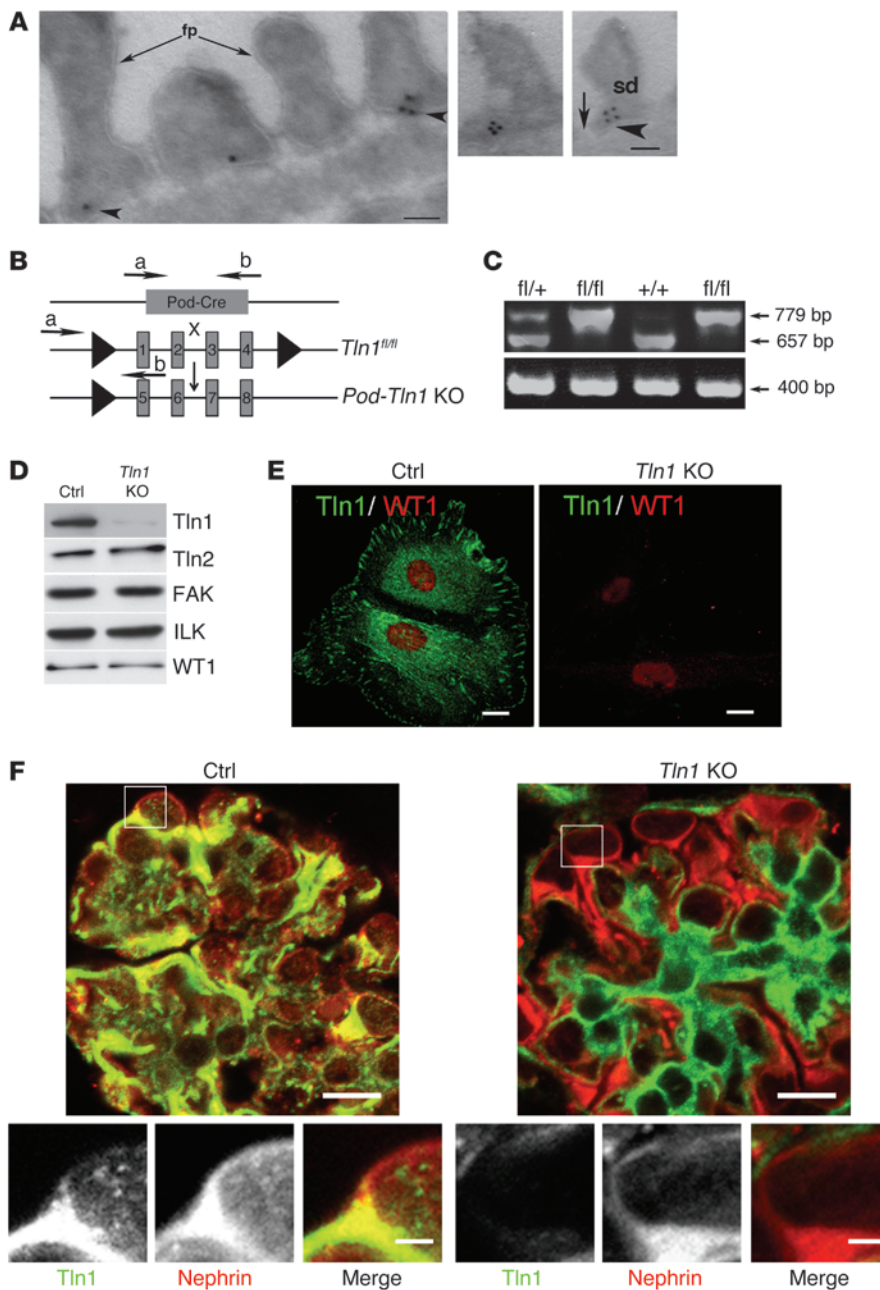 A
fp
sd
B
a b
Pod-Cre
a
X
1 2 3 4
Tln1fl/fl
b
5 6 7 8
Pod-Tln1 KO
C
fl/+ fl/fl +/+ fl/fl
779 bp
657 bp
400 bp
D
Ctrl Tln1 KO
Tln1
Tln2
FAK
ILK
WT1
E
Ctrl Tln1 KO
Tln1/ WT1 Tln1/ WT1
F
Ctrl Tln1 KO
Tln1 Nephrin Merge Tln1 Nephrin Merge